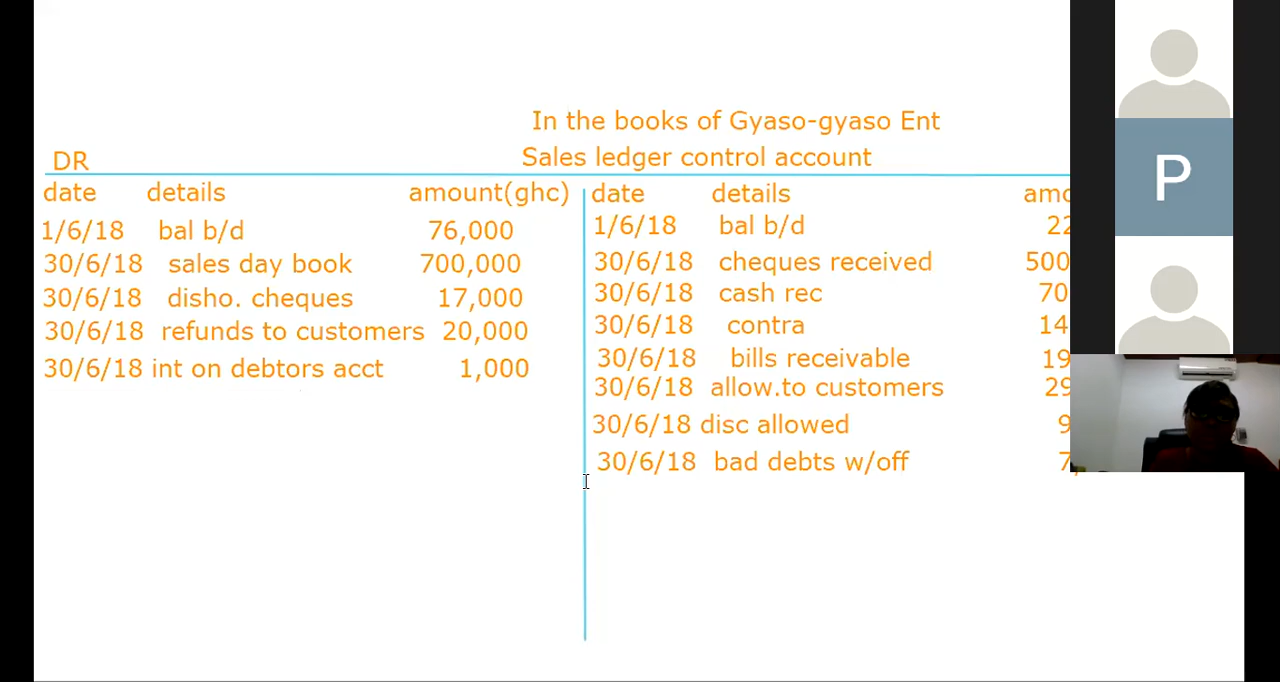 In the books of Gyaso-gyaso Ent
DR Sales ledger control account
date details amount(ghc) date details
1/6/18 bal b/d 76,000 1/6/18 bal b/d
30/6/18 sales day book 700,000 30/6/18 cheques received
30/6/18 disho. cheques 17,000 30/6/18 cash rec
30/6/18 refunds to customers 20,000 30/6/18 contra
30/6/18 int on debtors acct 1,000 30/6/18 bills receivable
30/6/18 allow.to customers
30/6/18 disc allowed
30/6/18 bad debts w/off
P